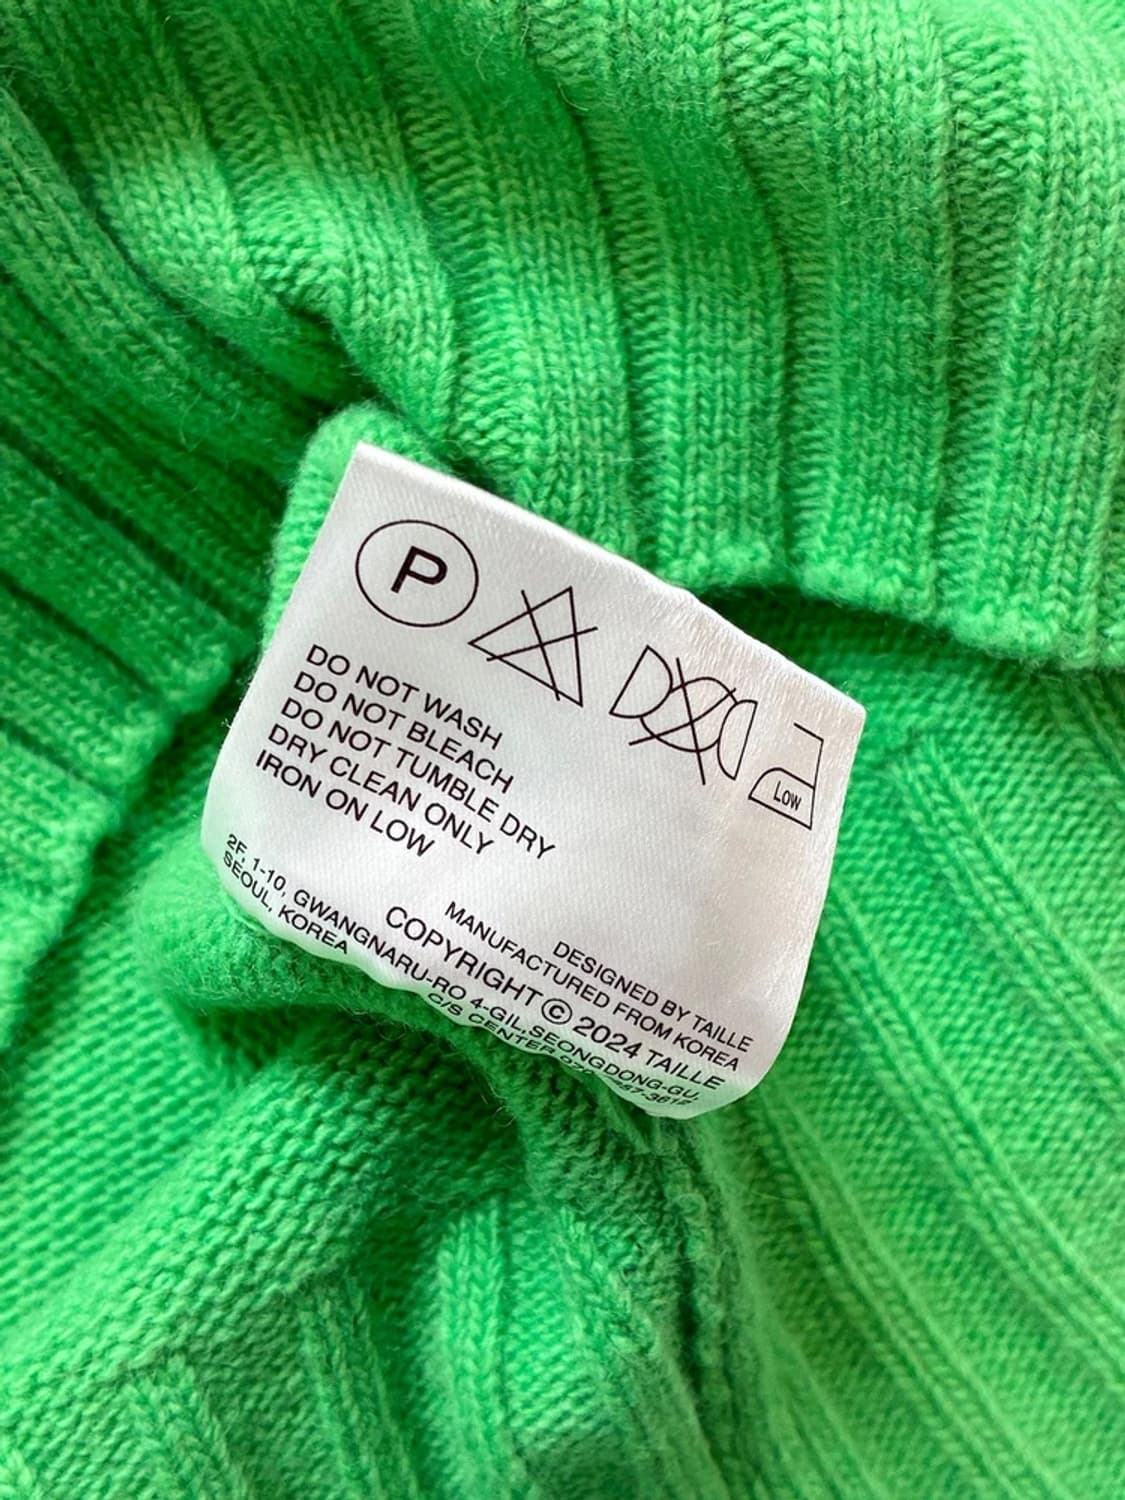 P
Low
DO NOT WASH
DO NOT BLEACH
DO NOT TUMBLE DRY
DRY CLEAN ONLY
IRON ON LOW
DESIGNED BY TAILLE
MANUFACTURED FROM KOREA
COPYRIGHT © 2024 TAILLE
2F, 1-10, GWANGNARU-RO 4-GIL, SEONGDONG-GU,
SEOUL, KOREA
C/S CENTER